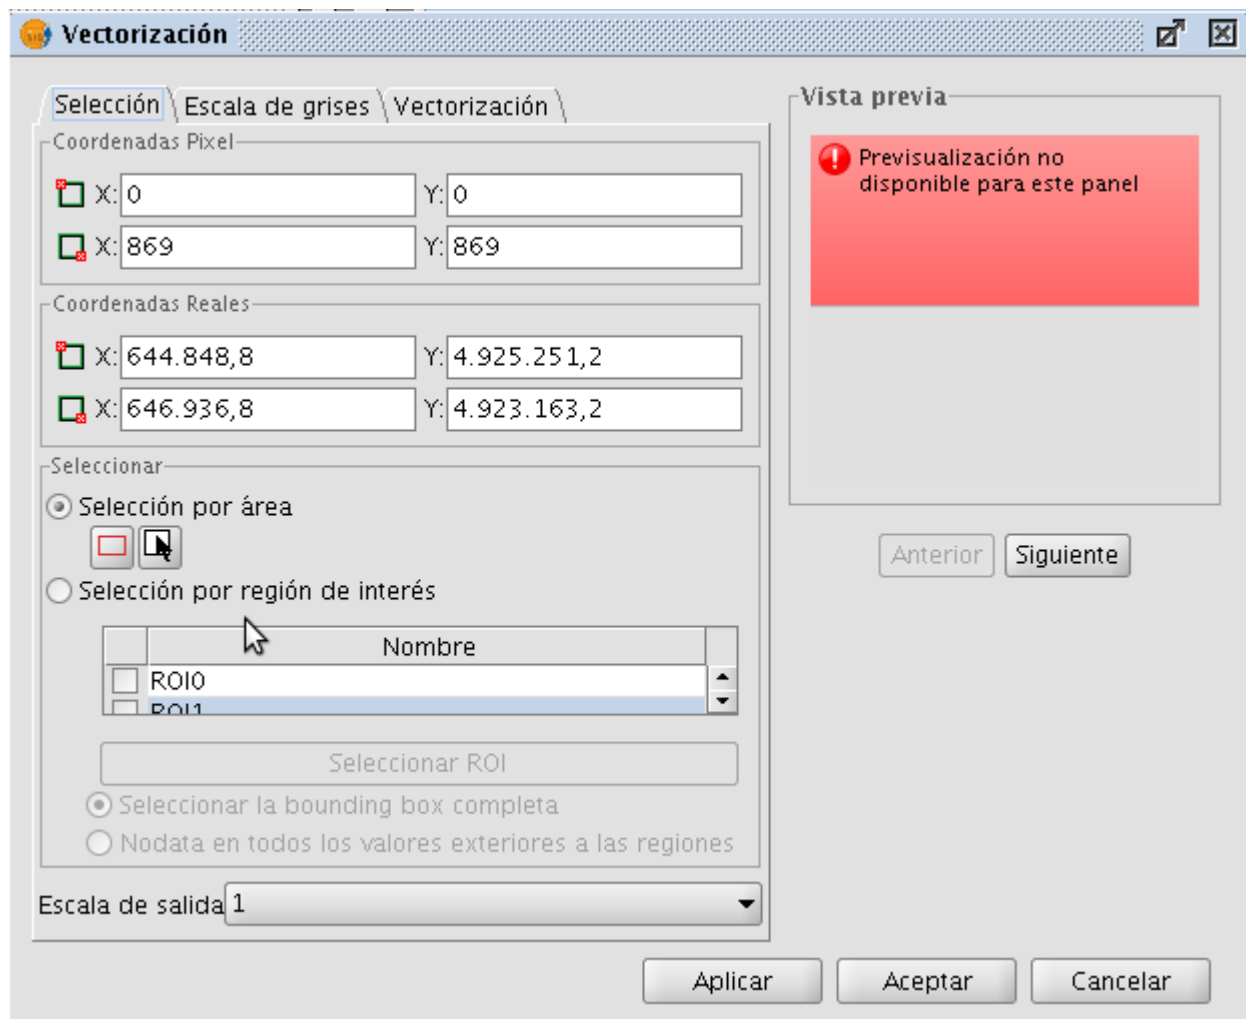 Vectorización
Selección
Escala de grises
Vectorización
Coordenadas Pixel
X: 0 Y: 0
X: 869 Y: 869
Coordenadas Reales
X: 644.848,8 Y: 4.925.251,2
X: 646.936,8 Y: 4.923.163,2
Seleccionar
Selección por área
Selección por región de interés
Nombre
ROI0
ROI1
Seleccionar ROI
Seleccionar la bounding box completa
Nodata en todos los valores exteriores a las regiones
Escala de salida 1
Vista previa
Previsualización no
disponible para este panel
Anterior Siguiente
Aplicar Aceptar Cancelar